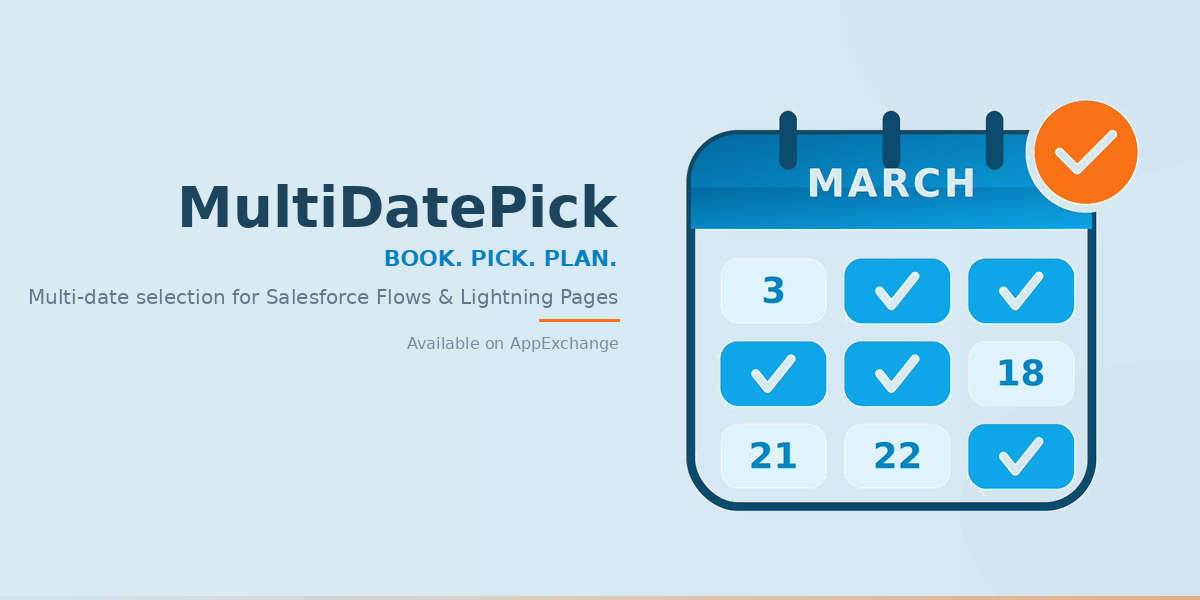 MultiDatePick
BOOK. PICK. PLAN.
Multi-date selection for Salesforce Flows & Lightning Pages
Available on AppExchange
MARCH
3
18
21 22